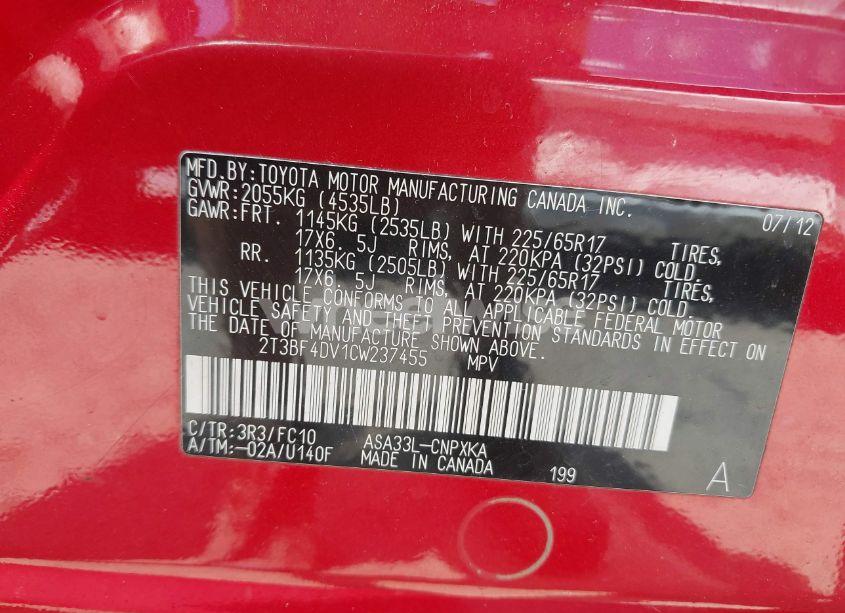 MFD.BY:TOYOTA MOTOR MANUFACTURING CANADA INC.
GVWR:2055KG (4535LB) 07/12
GAWR:FRT. 1145KG (2535LB) WITH 225/65R17 TIRES,
17X6. 5J RIMS, AT 220KPA (32PSI) COLD.
RR. 1135KG (2505LB) WITH 225/65R17 TIRES,
17X6. 5J RIMS, AT 220KPA (32PSI) COLD.
THIS VEHICLE CONFORMS TO ALL APPLICABLE FEDERAL MOTOR
VEHICLE SAFETY AND THEFT PREVENTION STANDARDS IN EFFECT ON
THE DATE OF MANUFACTURE SHOWN ABOVE.
2T3BF4DV1CW237455 MPV
C/TR:3R3/FC10 ASA33L-CNPXKA
A/TM:-02A/U140F MADE IN CANADA 199 A